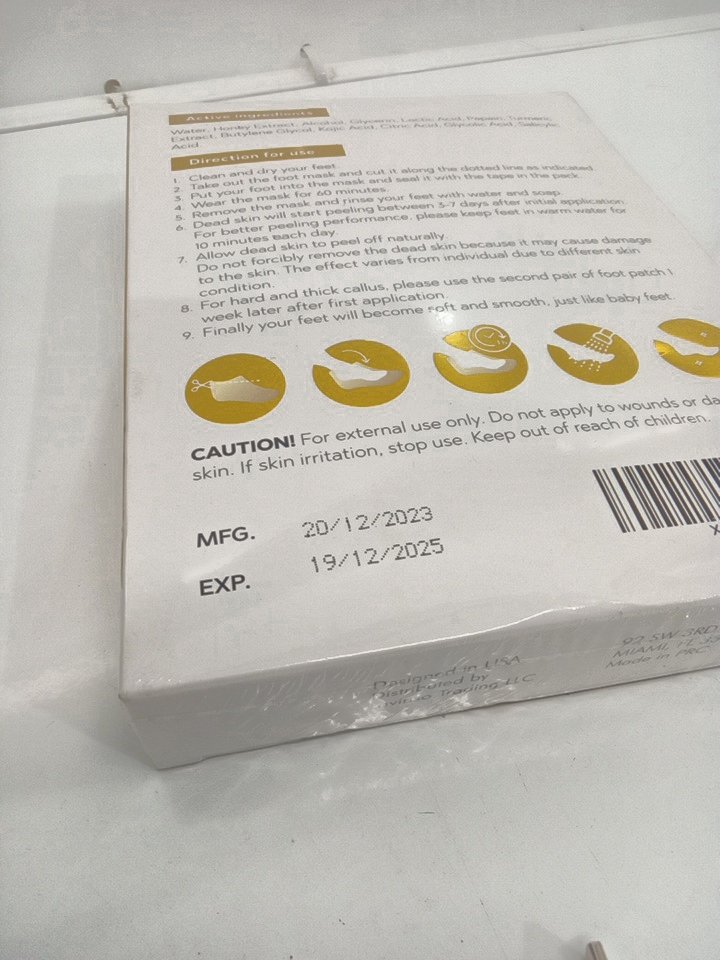 Active ingredients
Water, Honey Extract, Alcohol, Glycerin, Lactic Acid, Papain, Turmeric
Extract, Butylene Glycol, Kojic Acid, Citric Acid, Glycolic Acid, Salicylic
Acid
Direction for use
1. Clean and dry your feet.
2. Take out the foot mask and cut it along the dotted line as indicated
3. Put your foot into the mask and seal it with the tape in the pack
4. Wear the mask for 60 minutes.
5. Remove the mask and rinse your feet with water and soap.
6. Dead skin will start peeling between 3-7 days after initial application.
For better peeling performance, please keep feet in warm water for
10 minutes each day.
7. Allow dead skin to peel off naturally.
Do not forcibly remove the dead skin because it may cause damage
to the skin. The effect varies from individual due to different skin
condition.
8. For hard and thick callus, please use the second pair of foot patch 1
week later after first application.
9. Finally your feet will become soft and smooth, just like baby feet.
CAUTION! For external use only. Do not apply to wounds or da
skin. If skin irritation, stop use. Keep out of reach of children.
MFG. 20/12/2023
EXP. 19/12/2025
X
Designed in USA
Distributed by
Trading LLC
92 SW 3RD
MIAMI, FL
Made in PRC